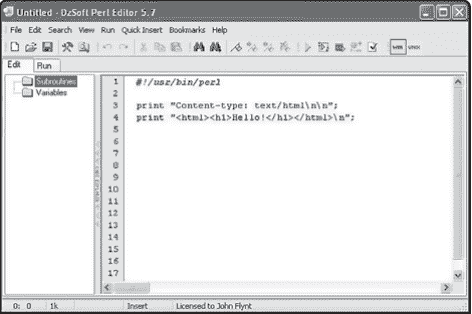 Untitled - DzSoft Perl Editor 5.7
File Edit Search View Run Quick Insert Bookmarks Help
WIN UNIX
Edit Run
Subroutines
Variables
1 #!/usr/bin/perl
2
3 print "Content-type: text/html\n\n";
4 print "<html><h1>Hello!</h1></html>\n";
5
6
7
8
9
10
11
12
13
14
15
16
17
0: 0 1k Insert Licensed to John Flynt